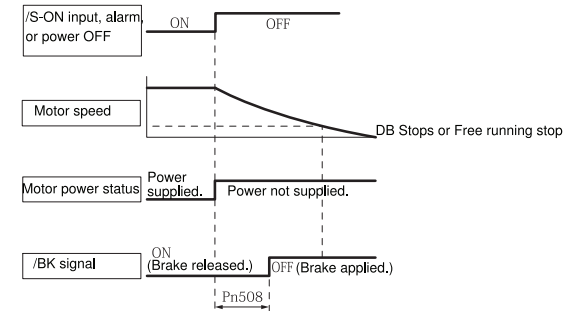 /S-ON input, alarm,
or power OFF
ON
OFF
Motor speed
DB Stops or Free running stop
Motor power status
Power
supplied.
Power not supplied.
/BK signal
ON
(Brake released.)
OFF (Brake applied.)
Pn508